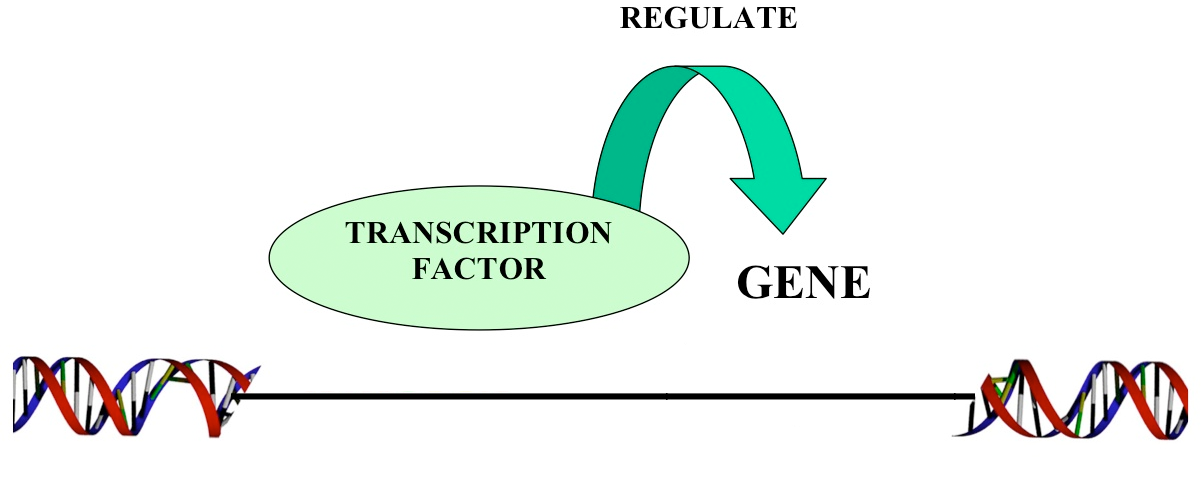 REGULATE
TRANSCRIPTION
FACTOR
GENE